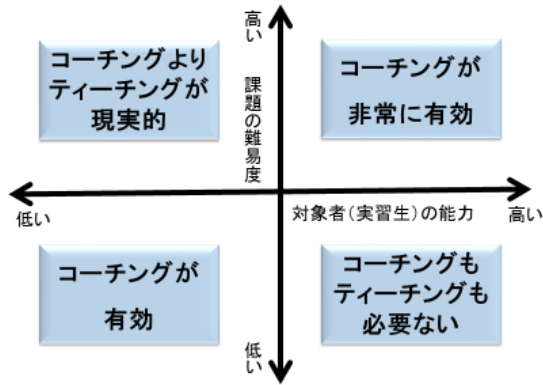 高い
コーチングより
ティーチングが
現実的
課題の難易度
コーチングが
非常に有効
低い
対象者(実習生)の能力
高い
コーチングが
有効
コーチングも
ティーチングも
必要ない
低い